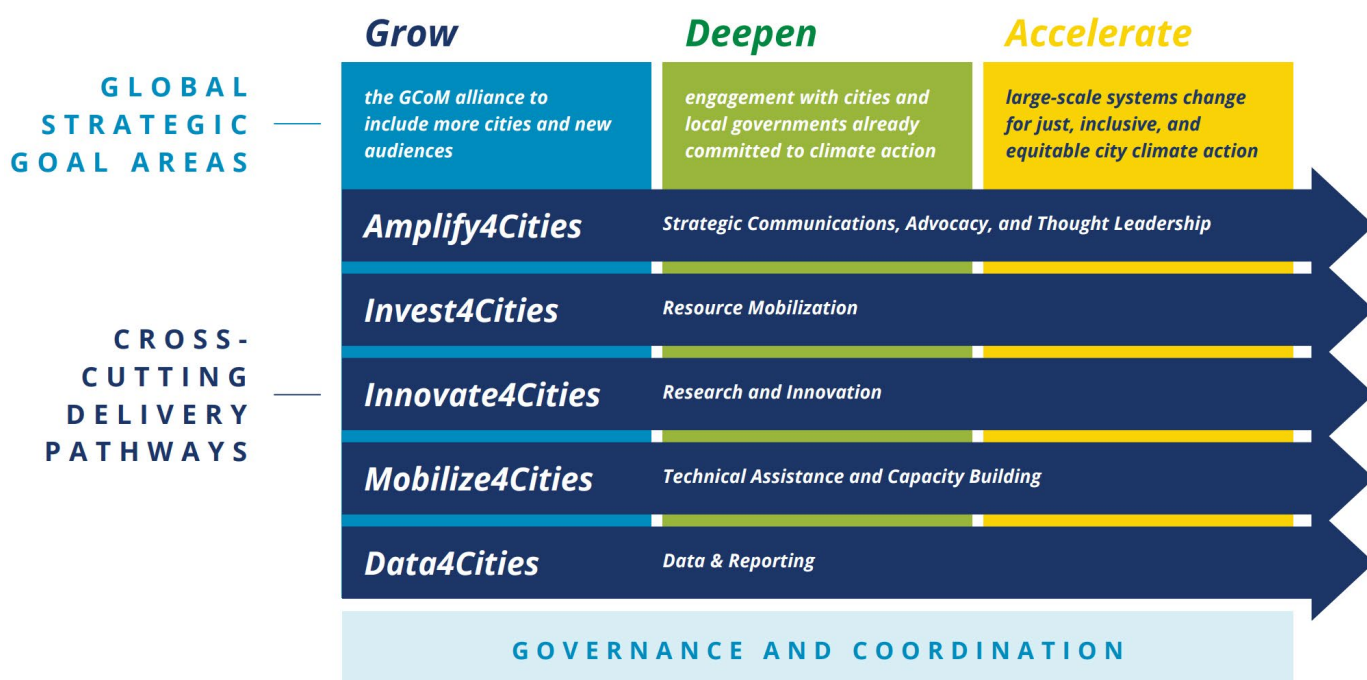 Grow
Deepen
Accelerate
GLOBAL
STRATEGIC
GOAL AREAS
the GCoM alliance to
include more cities and new
audiences
engagement with cities and
local governments already
committed to climate action
large-scale systems change
for just, inclusive, and
equitable city climate action
CROSS-
CUTTING
DELIVERY
PATHWAYS
Amplify4Cities
Strategic Communications, Advocacy, and Thought Leadership
Invest4Cities
Resource Mobilization
Innovate4Cities
Research and Innovation
Mobilize4Cities
Technical Assistance and Capacity Building
Data4Cities
Data & Reporting
GOVERNANCE AND COORDINATION